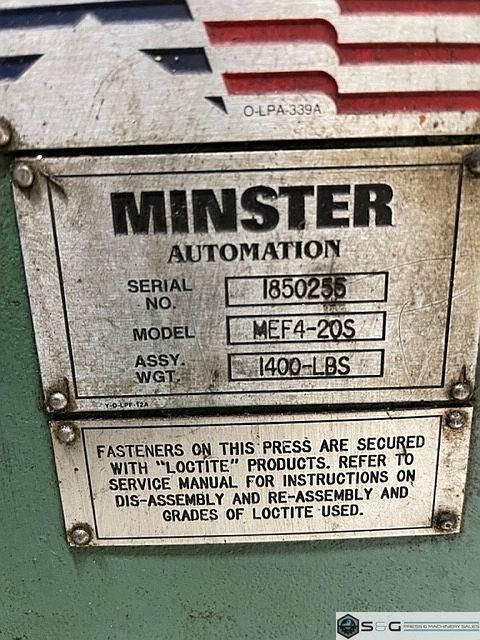 O-LPA-339A
MINSTER
AUTOMATION
SERIAL NO. 1850255
MODEL MEF4-20S
ASSY. WGT. 1400-LBS
Y-O-LPF-12A
FASTENERS ON THIS PRESS ARE SECURED
WITH "LOCTITE" PRODUCTS. REFER TO
SERVICE MANUAL FOR INSTRUCTIONS ON
DIS-ASSEMBLY AND RE-ASSEMBLY AND
GRADES OF LOCTITE USED.
S&G
PRESS & MACHINERY SALES